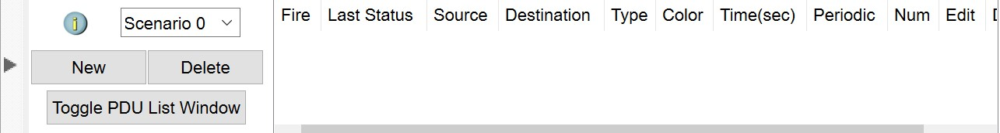 Scenario 0
New Delete
Toggle PDU List Window
Fire Last Status Source Destination Type Color Time(sec) Periodic Num Edit